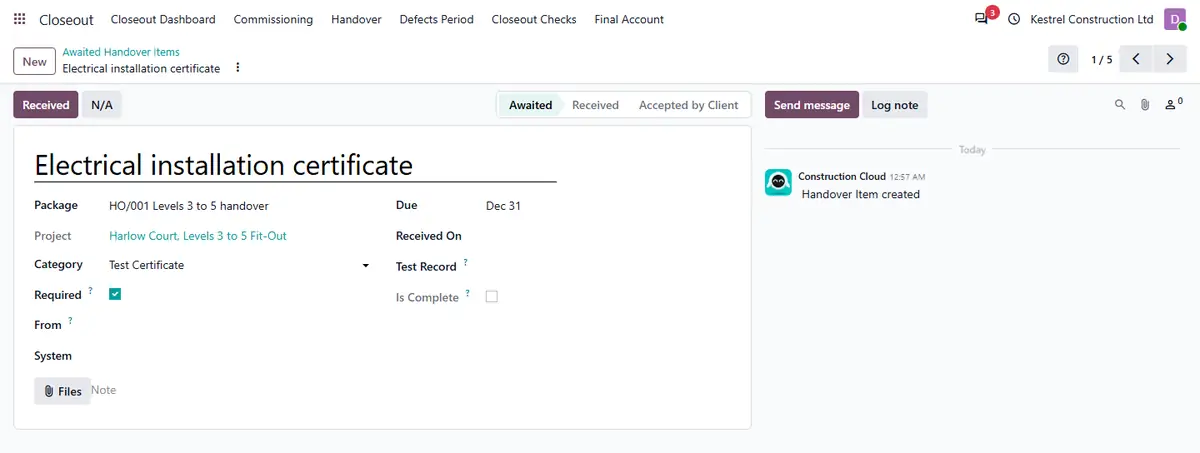 Closeout Closeout Dashboard Commissioning Handover Defects Period Closeout Checks Final Account 3 Kestrel Construction Ltd D
New Awaited Handover Items
Electrical installation certificate
1 / 5
Received N/A Awaited Received Accepted by Client Send message Log note 0
Electrical installation certificate
Package HO/001 Levels 3 to 5 handover Due Dec 31
Project Harlow Court, Levels 3 to 5 Fit-Out Received On
Category Test Certificate Test Record ?
Required ? Is Complete ?
From ?
System
Files Note
Today
Construction Cloud 12:57 AM
Handover Item created